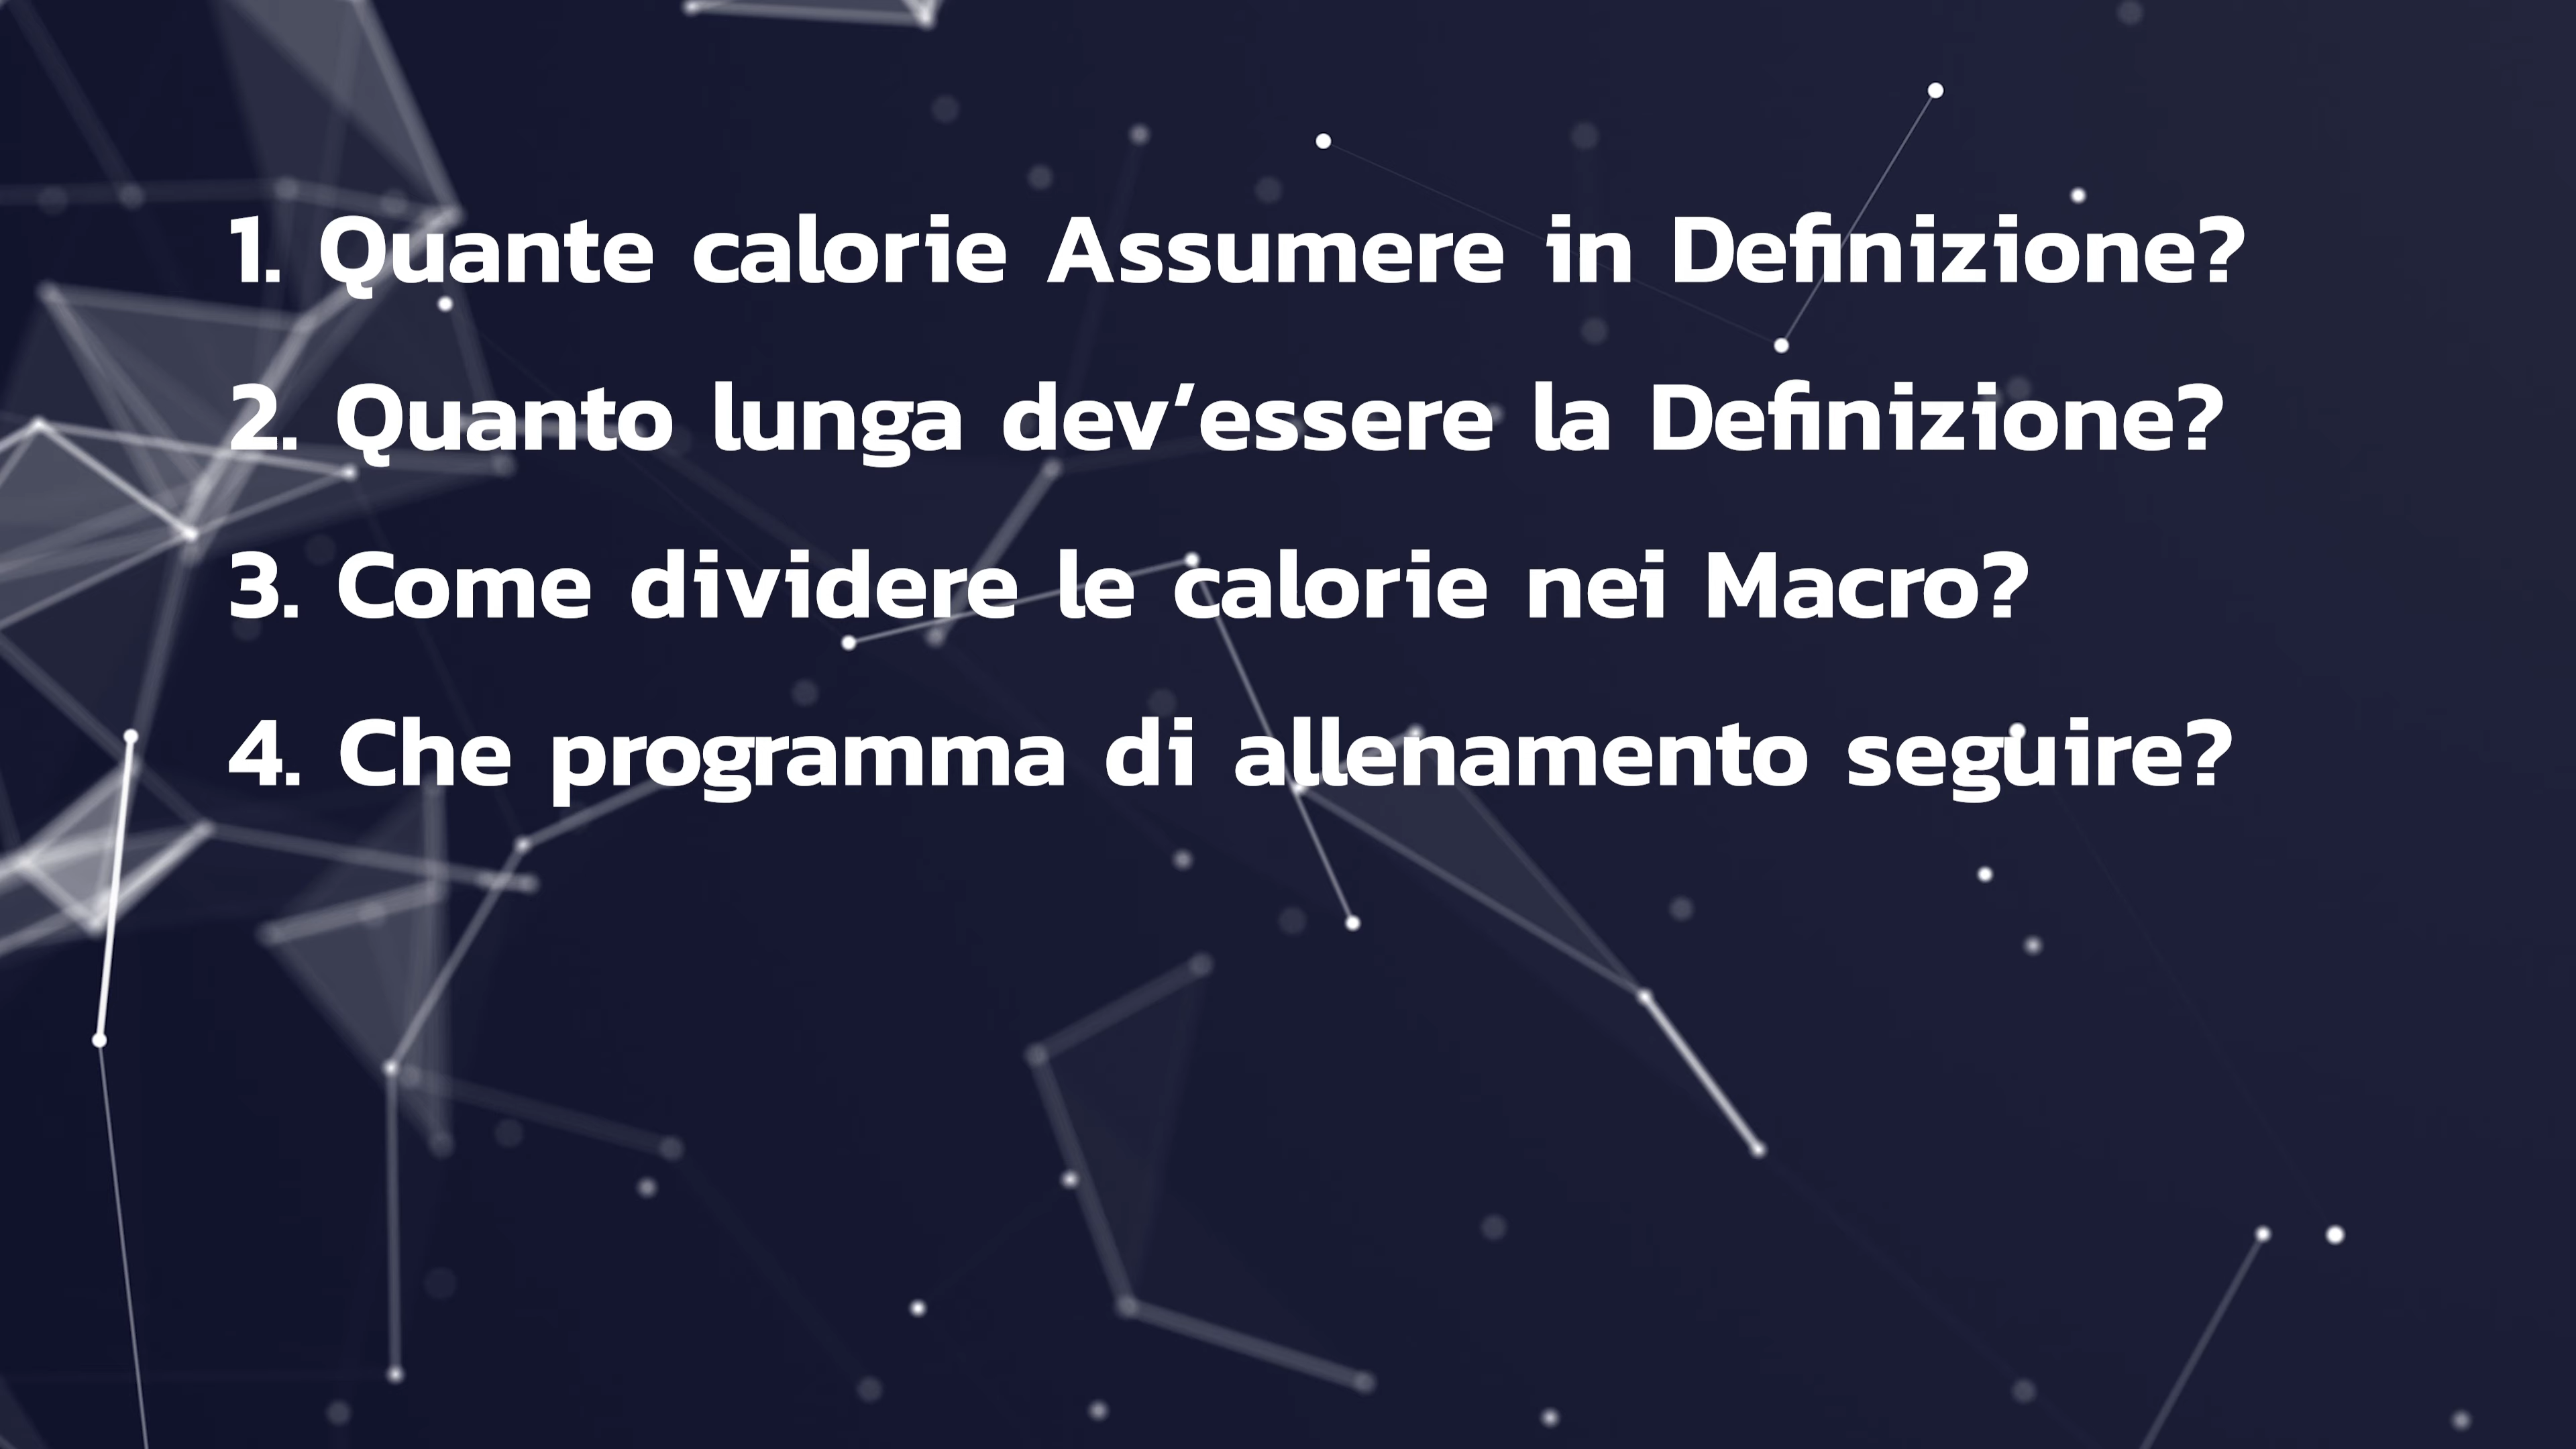 1. Quante calorie Assumere in Definizione?
2. Quanto lunga dev’essere la Definizione?
3. Come dividere le calorie nei Macro?
4. Che programma di allenamento seguire?